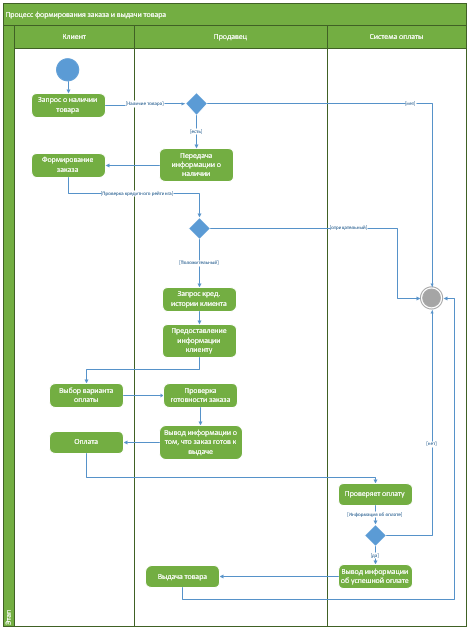 Процесс формирования заказа и выдачи товара
Клиент
Продавец
Система оплаты
Запрос о наличии
товара
[Наличие товара]
[нет]
[есть]
Формирование
заказа
Передача
информации о
наличии
[Проверка кредитного рейтинга]
[отрицательный]
[Положительный]
Запрос кред.
истории клиента
Предоставление
информации
клиенту
Выбор варианта
оплаты
Проверка
готовности заказа
Оплата
Вывод информации о
том, что заказ готов к
выдаче
[нет]
Проверяет оплату
[Информация об оплате]
[да]
Выдача товара
Вывод информации
об успешной оплате
Этап